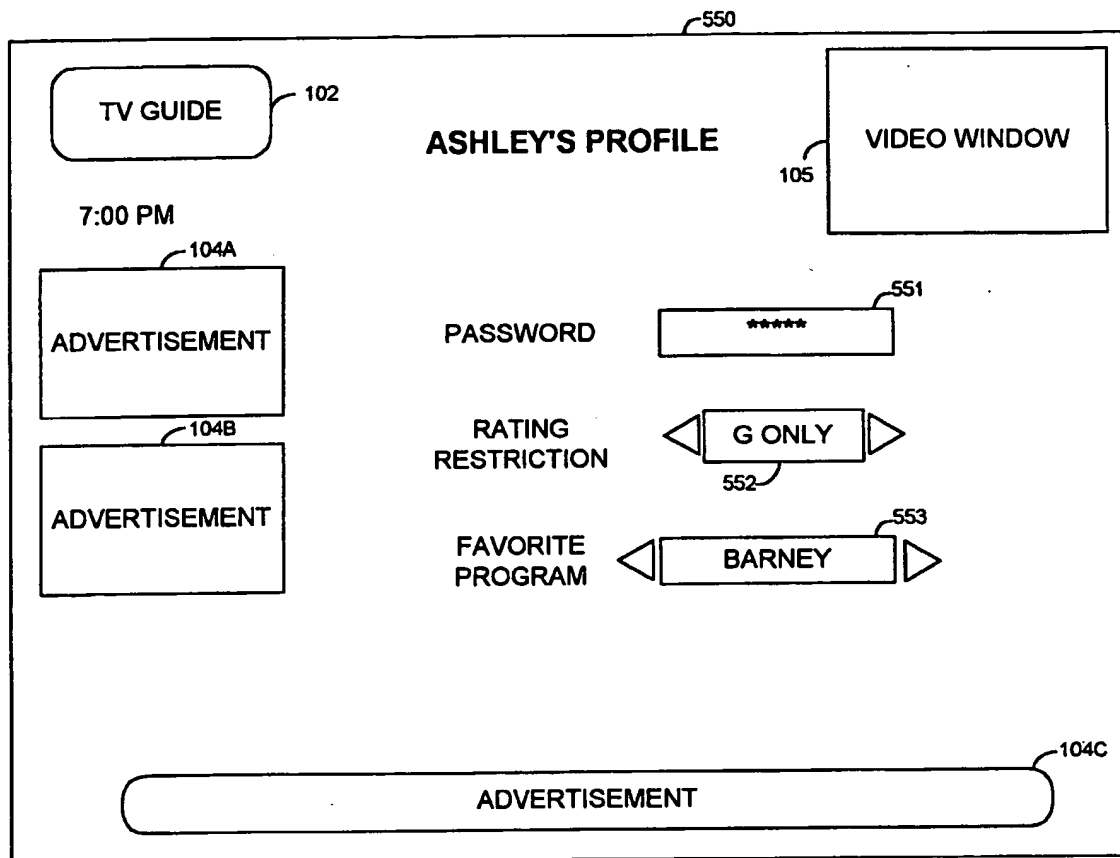 550
TV GUIDE
102
ASHLEY'S PROFILE
VIDEO WINDOW
105
7:00 PM
104A
ADVERTISEMENT
551
PASSWORD
*****
104B
ADVERTISEMENT
RATING
RESTRICTION
G ONLY
552
553
FAVORITE
PROGRAM
BARNEY
104C
ADVERTISEMENT